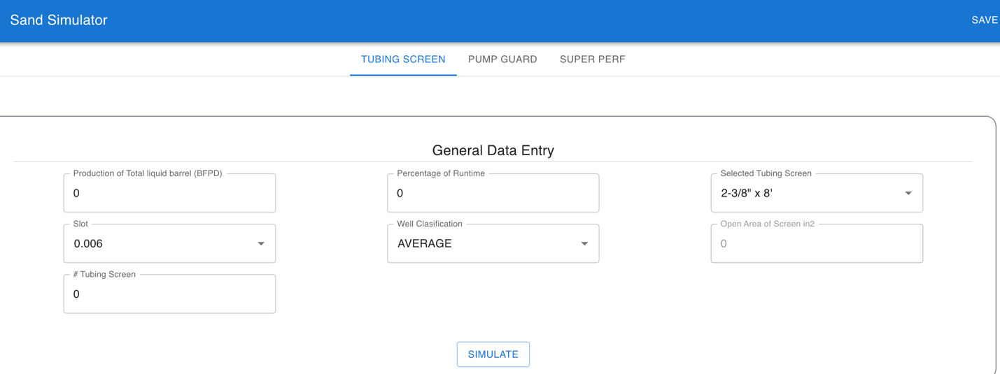 Sand Simulator
SAVE
TUBING SCREEN
PUMP GUARD
SUPER PERF
General Data Entry
Production of Total liquid barrel (BFPD)
0
Percentage of Runtime
0
Selected Tubing Screen
2-3/8" x 8'
Slot
0.006
Well Clasification
AVERAGE
Open Area of Screen in2
0
# Tubing Screen
0
SIMULATE